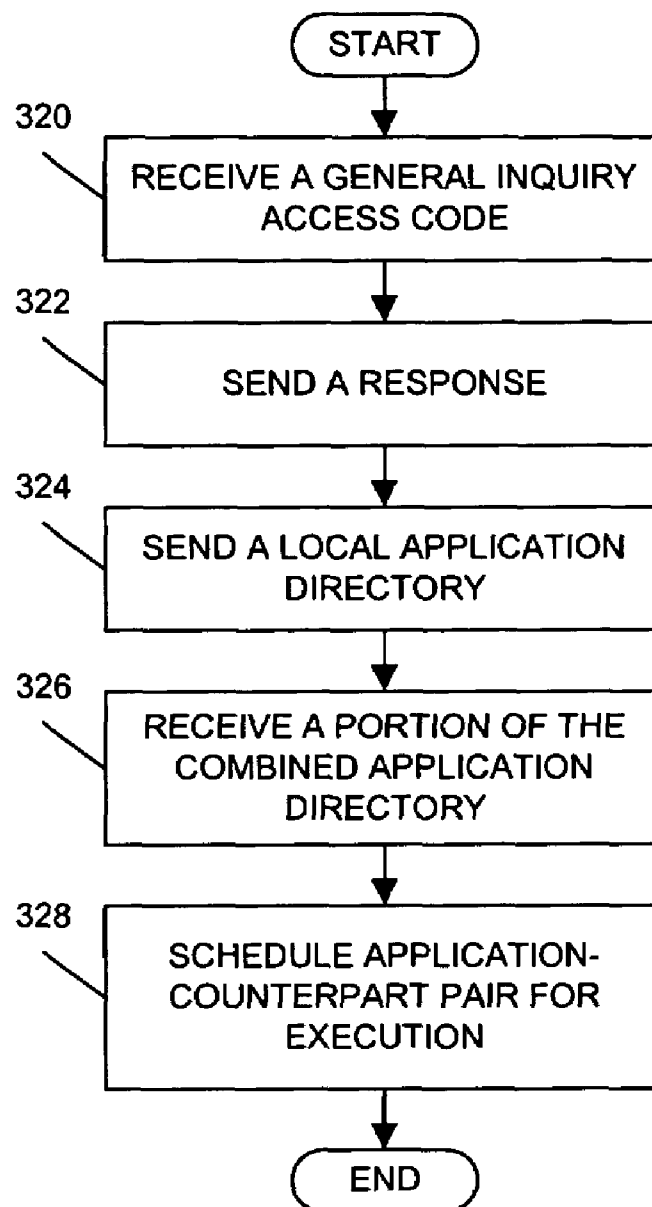 START
320
RECEIVE A GENERAL INQUIRY
ACCESS CODE
322
SEND A RESPONSE
324
SEND A LOCAL APPLICATION
DIRECTORY
326
RECEIVE A PORTION OF THE
COMBINED APPLICATION
DIRECTORY
328
SCHEDULE APPLICATION-
COUNTERPART PAIR FOR
EXECUTION
END